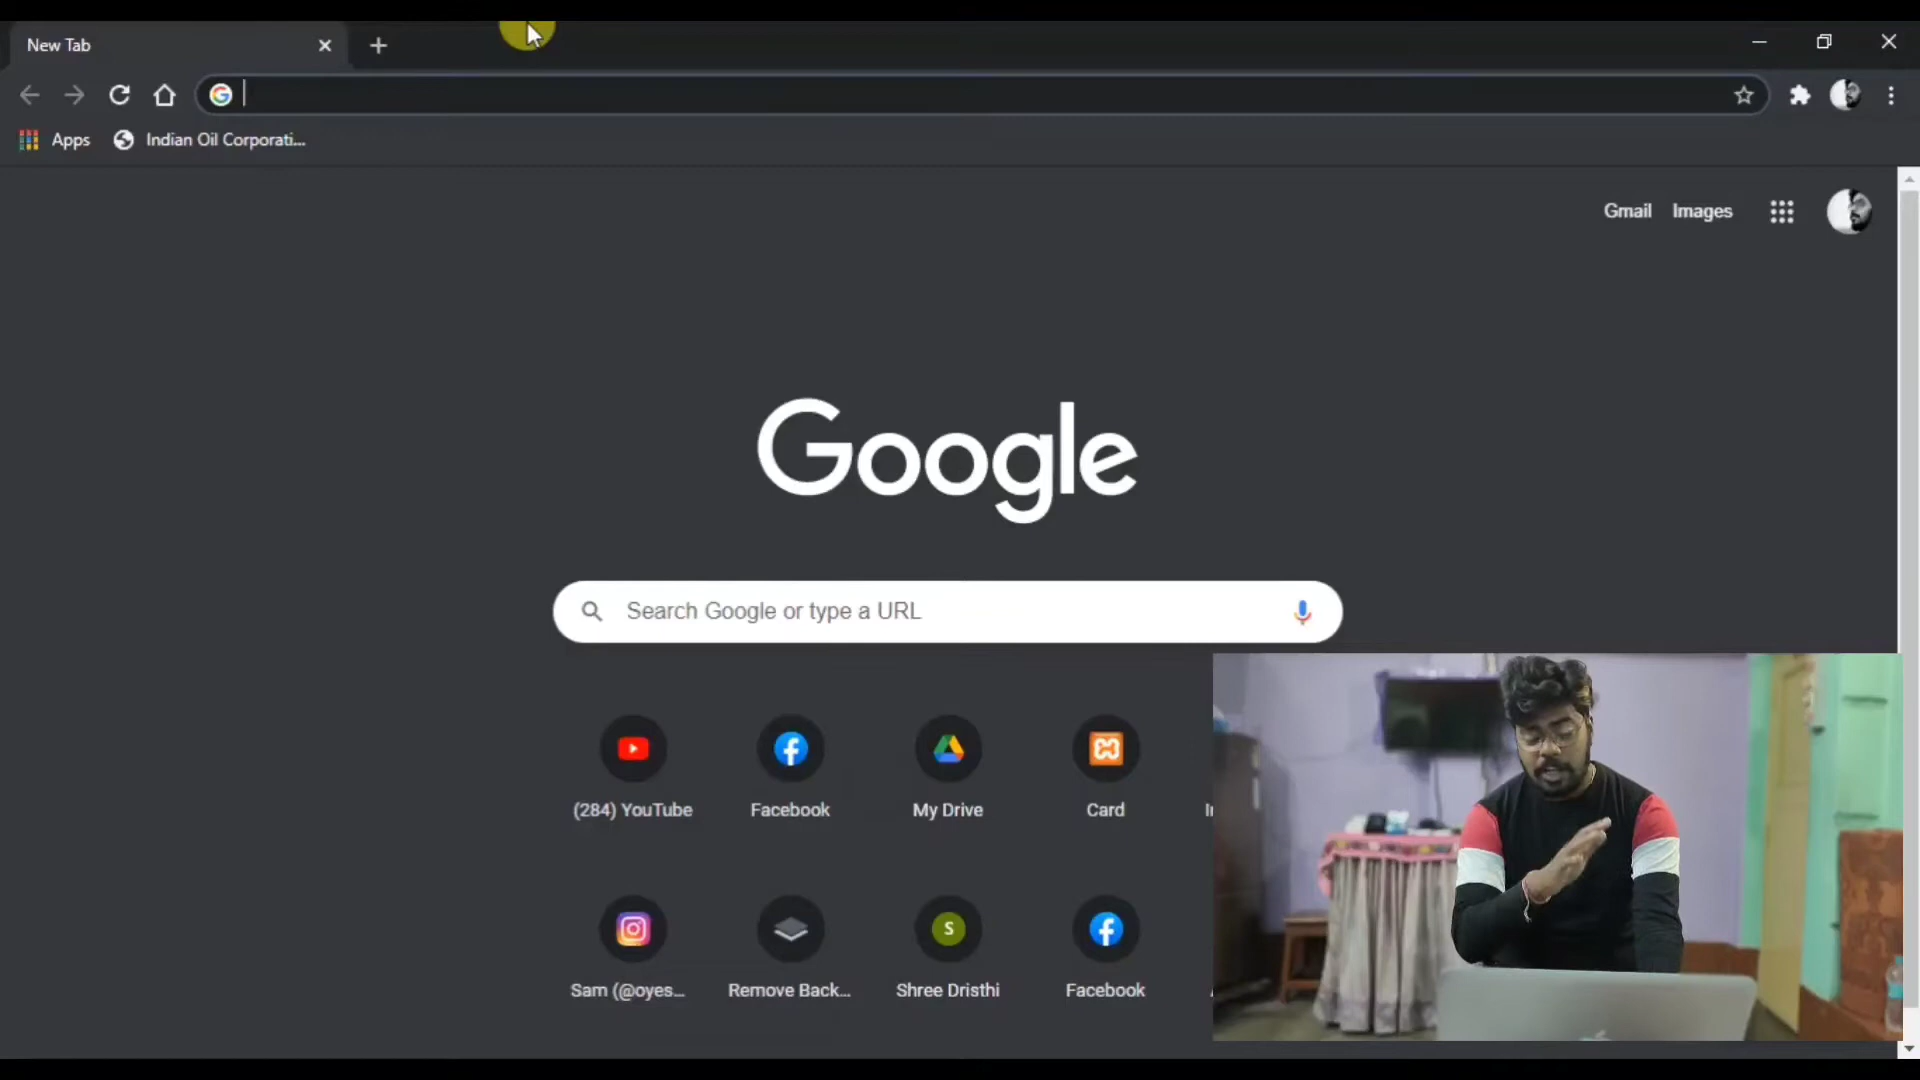 New Tab
Apps
Indian Oil Corporati...
Gmail Images
Google
Search Google or type a URL
(284) YouTube
Facebook
My Drive
Card
Sam (@oyes...
Remove Back...
S
Shree Dristhi
Facebook